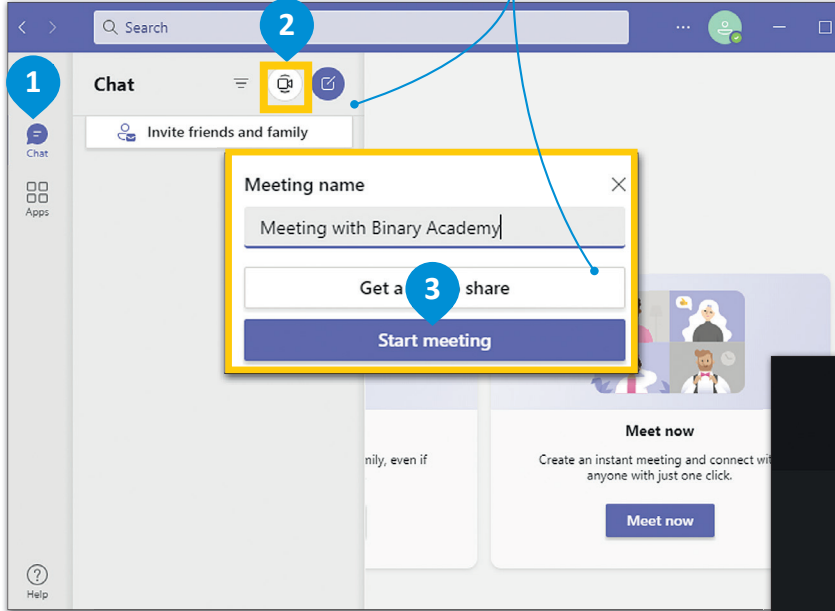 Search
2
...
1
Chat
Chat
Invite friends and family
Apps
Meeting name
Meeting with Binary Academy
Get a 3 share
Start meeting
Meet now
mily, even if
Create an instant meeting and connect wit
anyone with just one click.
Meet now
?
Help